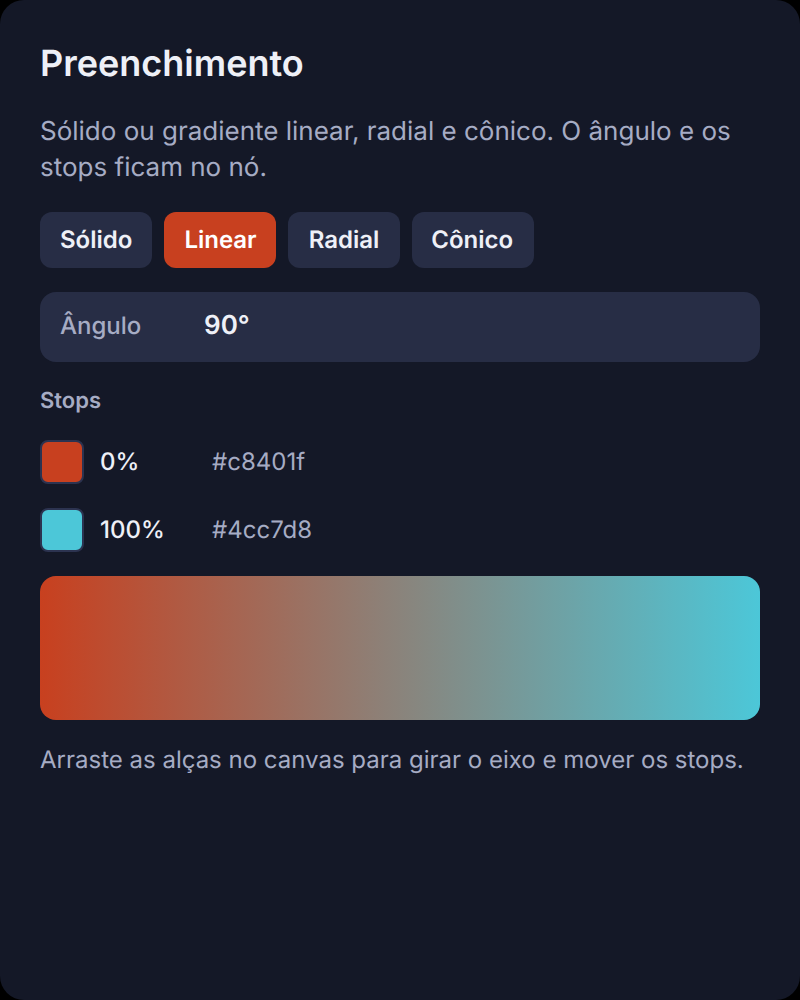 Preenchimento
Sólido ou gradiente linear, radial e cônico. O ângulo e os
stops ficam no nó.
Sólido Linear Radial Cônico
Ângulo 90°
Stops
0% #c8401f
100% #4cc7d8
Arraste as alças no canvas para girar o eixo e mover os stops.